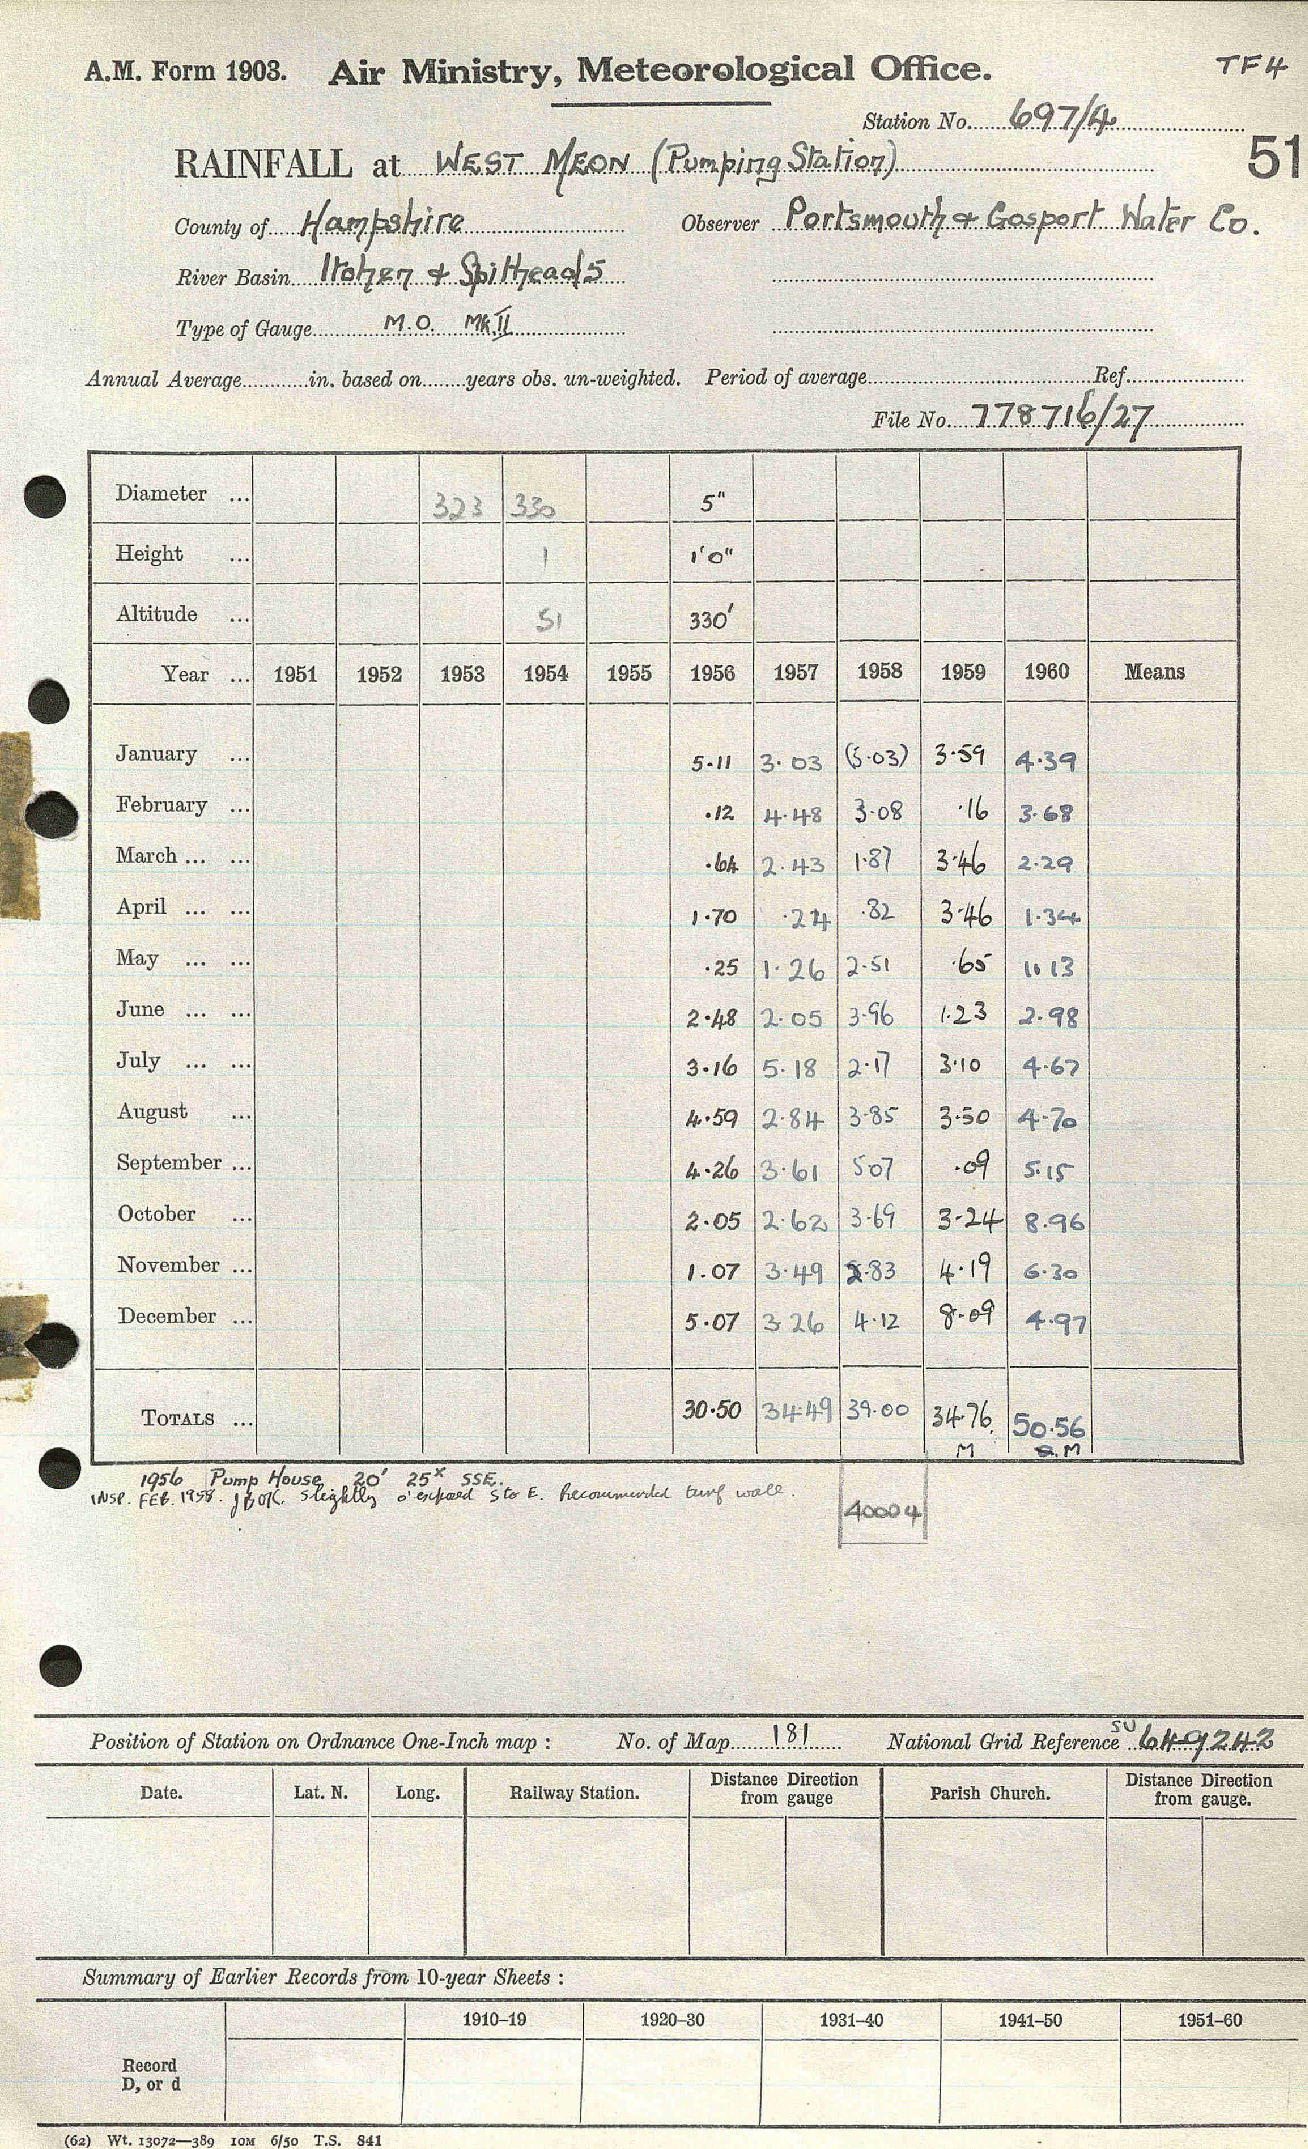 A.M. Form 1903. Air Ministry, Meteorological Office. TF4
Station No. 697/4
51
RAINFALL at WEST MEON (Pumping Station)
County of Hampshire Observer Portsmouth & Gosport Water Co.
River Basin Itchen & Spithead 5
Type of Gauge M.O. Mk II
Annual Average in. based on years obs. un-weighted. Period of average Ref.
File No. 778716/27
Diameter ... 323 330 5"
Height ... 1 1'0"
Altitude ... 51 330'
Year ... 1951 1952 1953 1954 1955 1956 1957 1958 1959 1960 Means
January ... 5.11 3.03 (5.03) 3.59 4.39
February ... .12 4.48 3.08 .16 3.68
March ... ... .64 2.43 1.87 3.46 2.29
April ... ... 1.70 .24 .82 3.46 1.34
May ... ... .25 1.26 2.51 .65 1.13
June ... ... 2.48 2.05 3.96 1.23 2.98
July ... ... 3.16 5.18 2.17 3.10 4.67
August ... 4.59 2.84 3.85 3.50 4.70
September ... 4.26 3.61 5 07 .09 5.15
October ... 2.05 2.62 3.69 3.24 8.96
November ... 1.07 3.49 2.83 4.19 6.30
December ... 5.07 3 26 4.12 8.09 4.97
TOTALS ... 30.50 34 49 39.00 34.76 50.56
M M
1956 Pump House 20' 25x SSE.
INSP. FEB. 1958. Slightly o'exposed S to E. Recommended turf wall.
40004
Position of Station on Ordnance One-Inch map : No. of Map 181 National Grid Reference SU 649242
Date. Lat. N. Long. Railway Station. Distance Direction from gauge Parish Church. Distance Direction from gauge.
Summary of Earlier Records from 10-year Sheets :
1910–19 1920–30 1931–40 1941–50 1951–60
Record
D, or d
(62) Wt. 13072—389 10M 6/50 T.S. 841